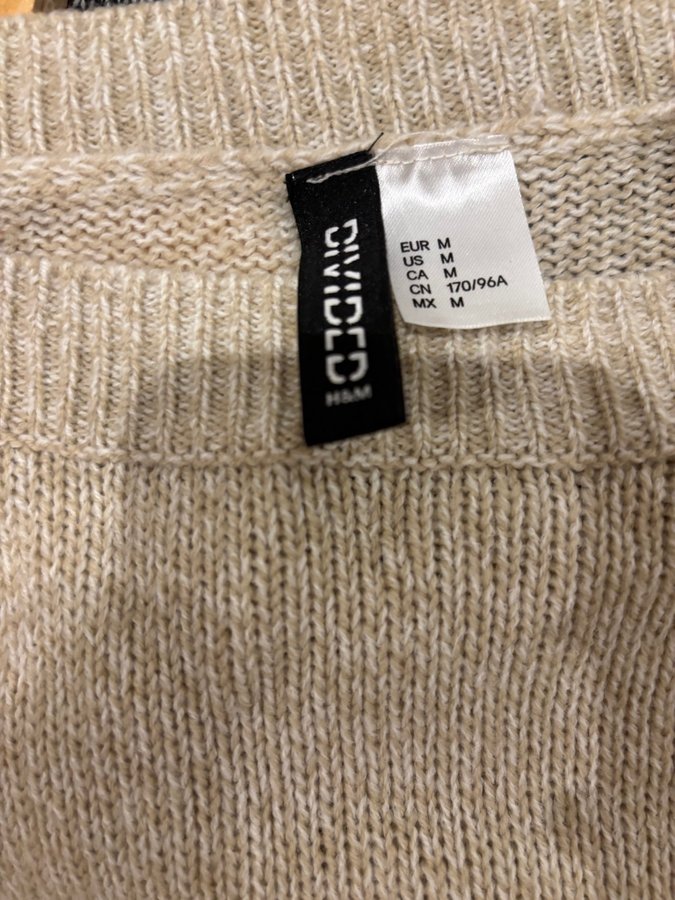 DIVIDED
H&M
EUR M
US M
CA M
CN 170/96A
MX M